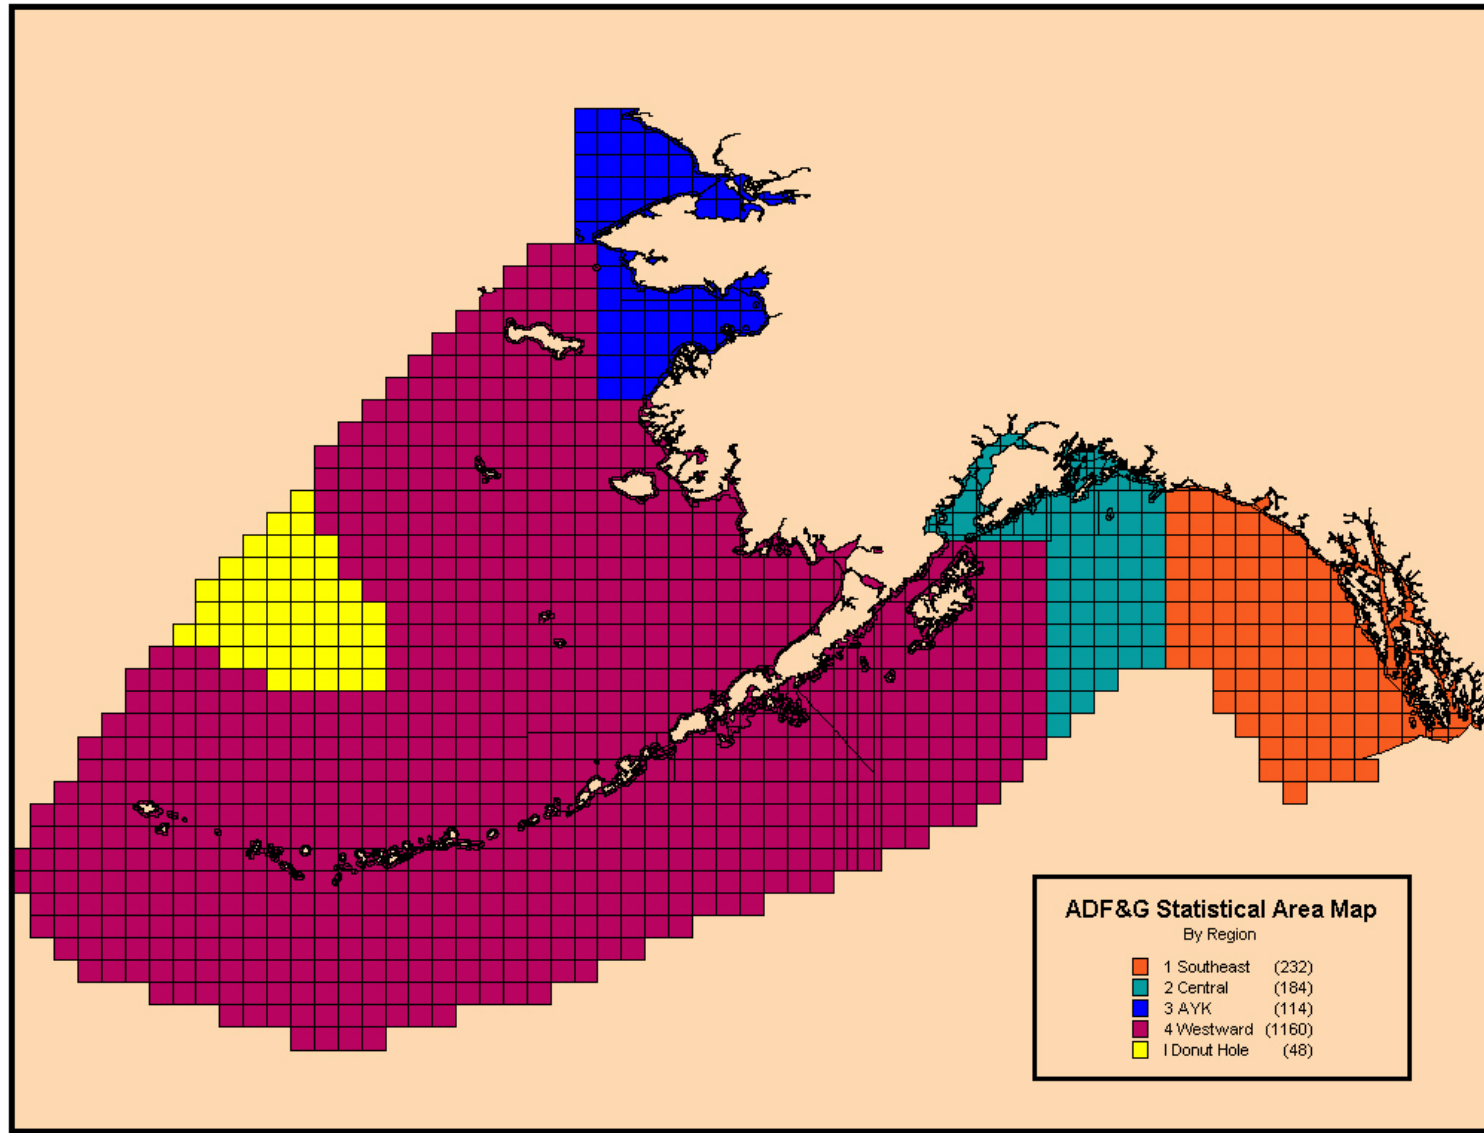 ADF&G Statistical Area Map
By Region
1 Southeast (232)
2 Central (184)
3 AYK (114)
4 Westward (1160)
I Donut Hole (48)